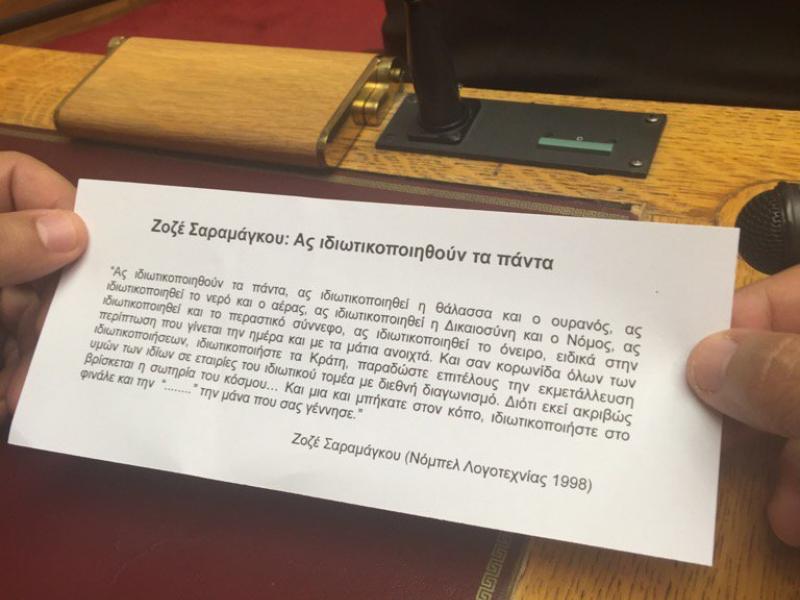 Ζοζέ Σαραμάγκου: Ας ιδιωτικοποιηθούν τα πάντα
"Ας ιδιωτικοποιηθούν τα πάντα, ας ιδιωτικοποιηθεί η θάλασσα και ο ουρανός, ας
ιδιωτικοποιηθεί το νερό και ο αέρας, ας ιδιωτικοποιηθεί η Δικαιοσύνη και ο Νόμος, ας
ιδιωτικοποιηθεί και το περαστικό σύννεφο, ας ιδιωτικοποιηθεί το όνειρο, ειδικά στην
περίπτωση που γίνεται την ημέρα και με τα μάτια ανοιχτά. Και σαν κορωνίδα όλων των
ιδιωτικοποιήσεων, ιδιωτικοποιήστε τα Κράτη, παραδώστε επιτέλους την εκμετάλλευση
υμών των ιδίων σε εταιρίες του ιδιωτικού τομέα με διεθνή διαγωνισμό. Διότι εκεί ακριβώς
βρίσκεται η σωτηρία του κόσμου... Και μια και μπήκατε στον κόπο, ιδιωτικοποιήστε στο
φινάλε και την "........" την μάνα που σας γέννησε."
Ζοζέ Σαραμάγκου (Νόμπελ Λογοτεχνίας 1998)